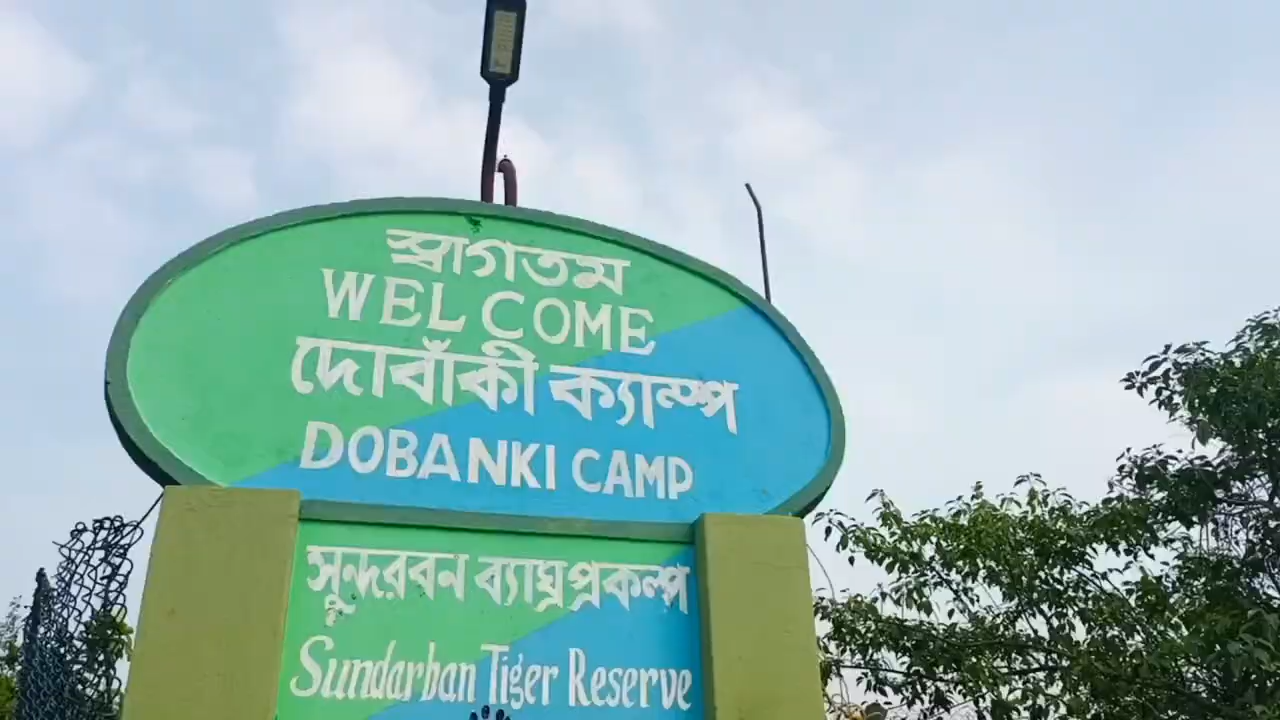 স্বাগতম
WELCOME
দোবাঁকী ক্যাম্প
DOBANKI CAMP
সুন্দরবন ব্যাঘ্রপ্রকল্প
Sundarban Tiger Reserve